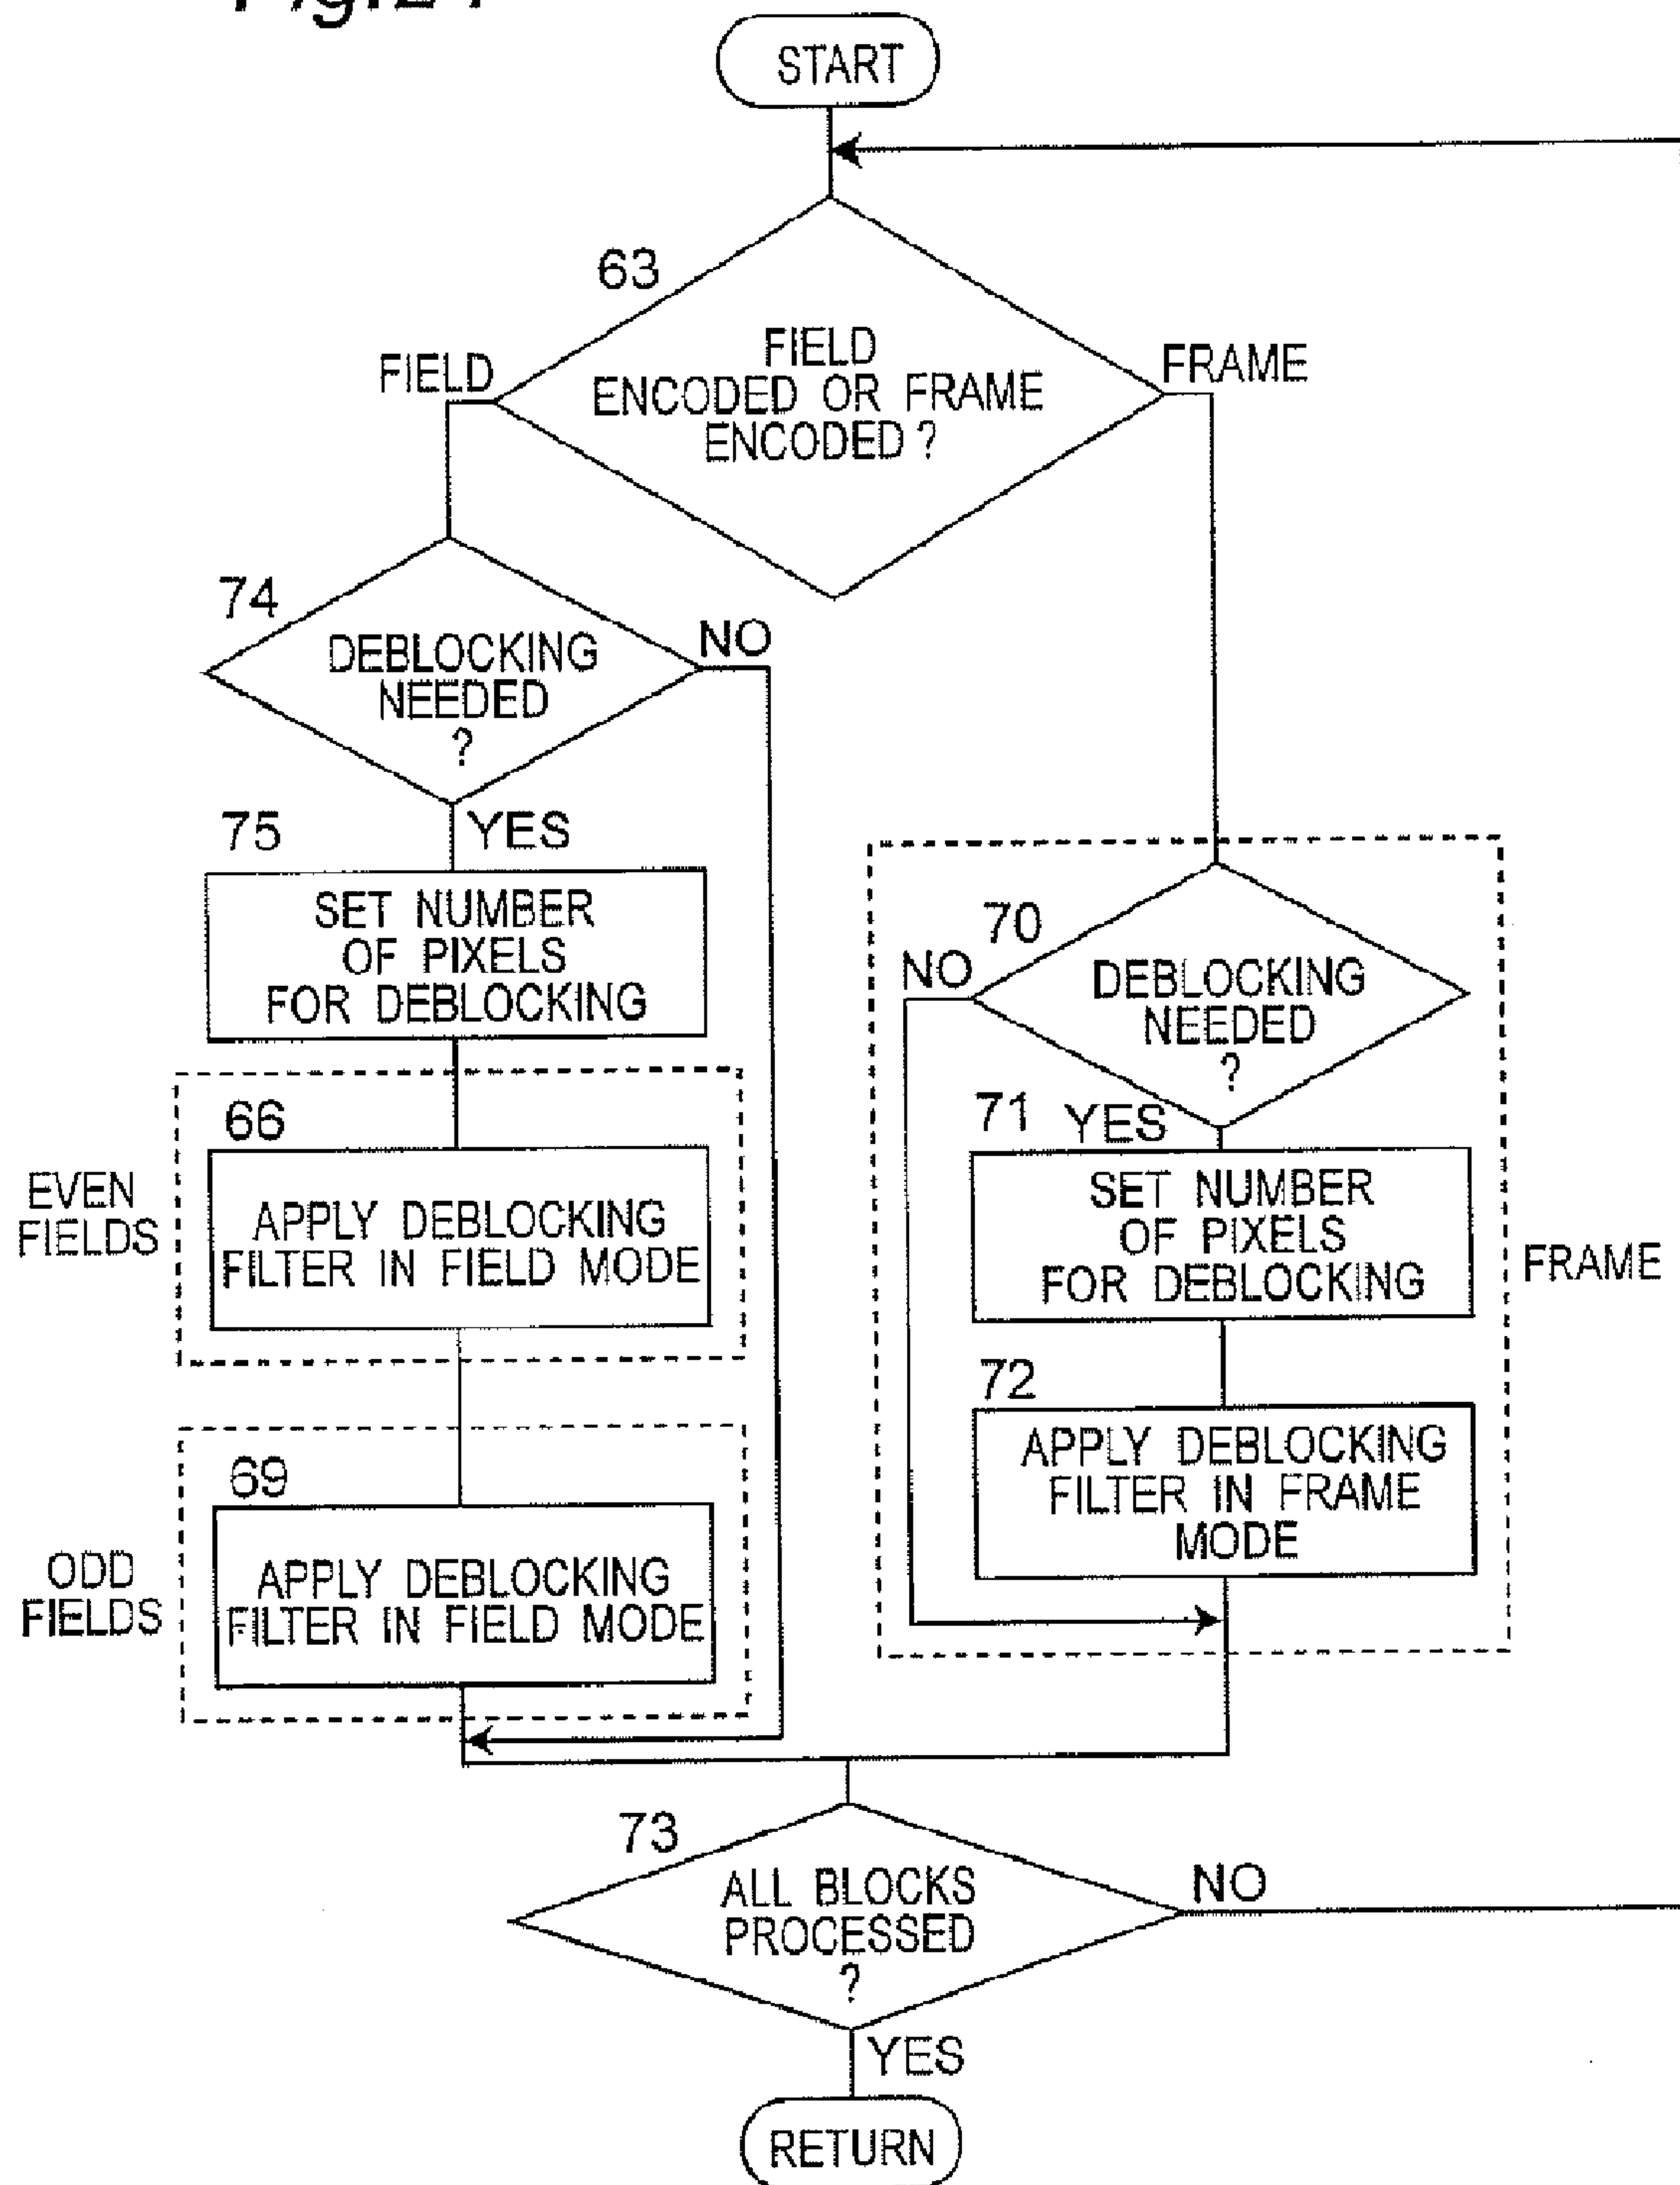 START
63
FIELD
ENCODED OR FRAME
ENCODED ?
FIELD
FRAME
74
DEBLOCKING
NEEDED
?
NO
YES
75
SET NUMBER
OF PIXELS
FOR DEBLOCKING
EVEN
FIELDS
66
APPLY DEBLOCKING
FILTER IN FIELD MODE
ODD
FIELDS
69
APPLY DEBLOCKING
FILTER IN FIELD MODE
70
NO
DEBLOCKING
NEEDED
?
71
YES
SET NUMBER
OF PIXELS
FOR DEBLOCKING
FRAME
72
APPLY DEBLOCKING
FILTER IN FRAME
MODE
73
ALL BLOCKS
PROCESSED
?
NO
YES
RETURN